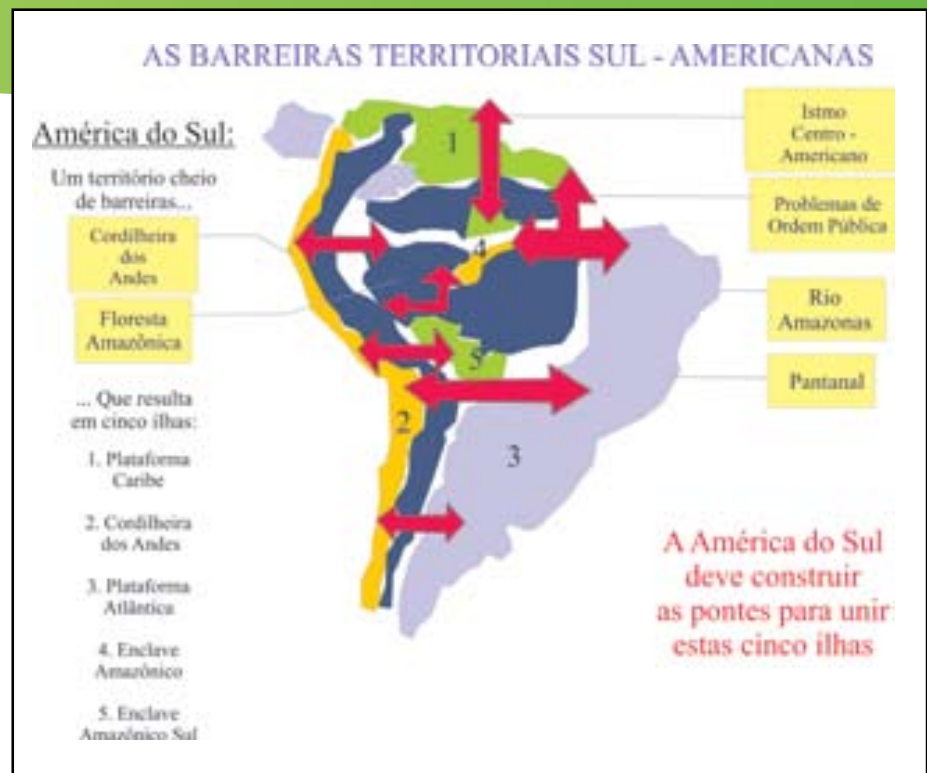 AS BARREIRAS TERRITORIAIS SUL - AMERICANAS
América do Sul:
Um território cheio
de barreiras...
Cordilheira
dos
Andes
Floresta
Amazônica
... Que resulta
em cinco ilhas:
1. Plataforma
Caribe
2. Cordilheira
dos Andes
3. Plataforma
Atlântica
4. Enclave
Amazônico
5. Enclave
Amazônico Sul
1
4
5
2
3
Istmo
Centro -
Americano
Problemas de
Ordem Pública
Rio
Amazonas
Pantanal
A América do Sul
deve construir
as pontes para unir
estas cinco ilhas